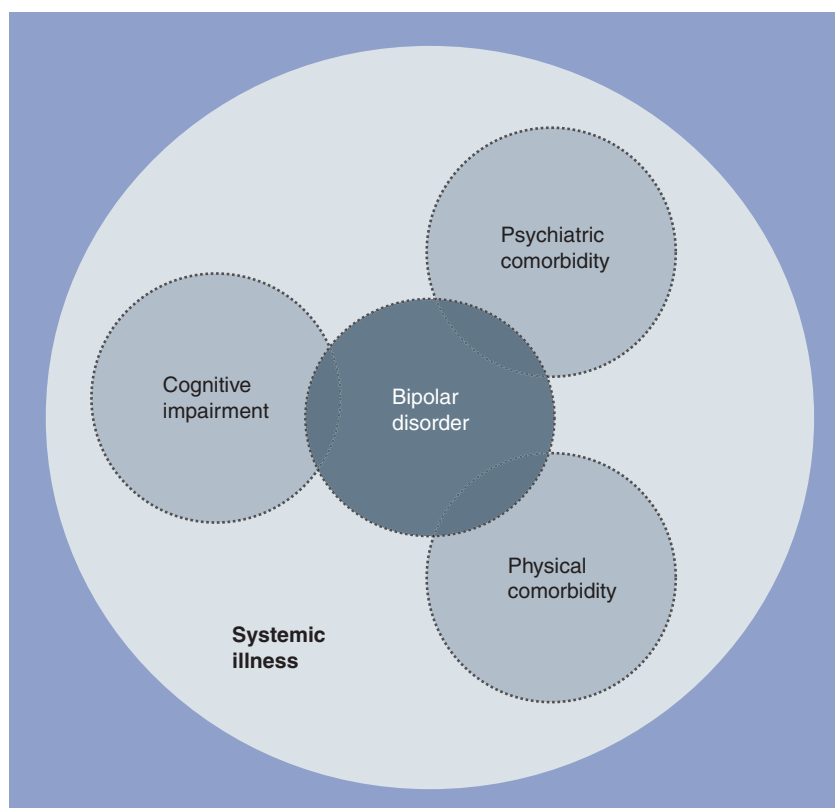 Psychiatric
comorbidity
Cognitive
impairment
Bipolar
disorder
Physical
comorbidity
Systemic
illness